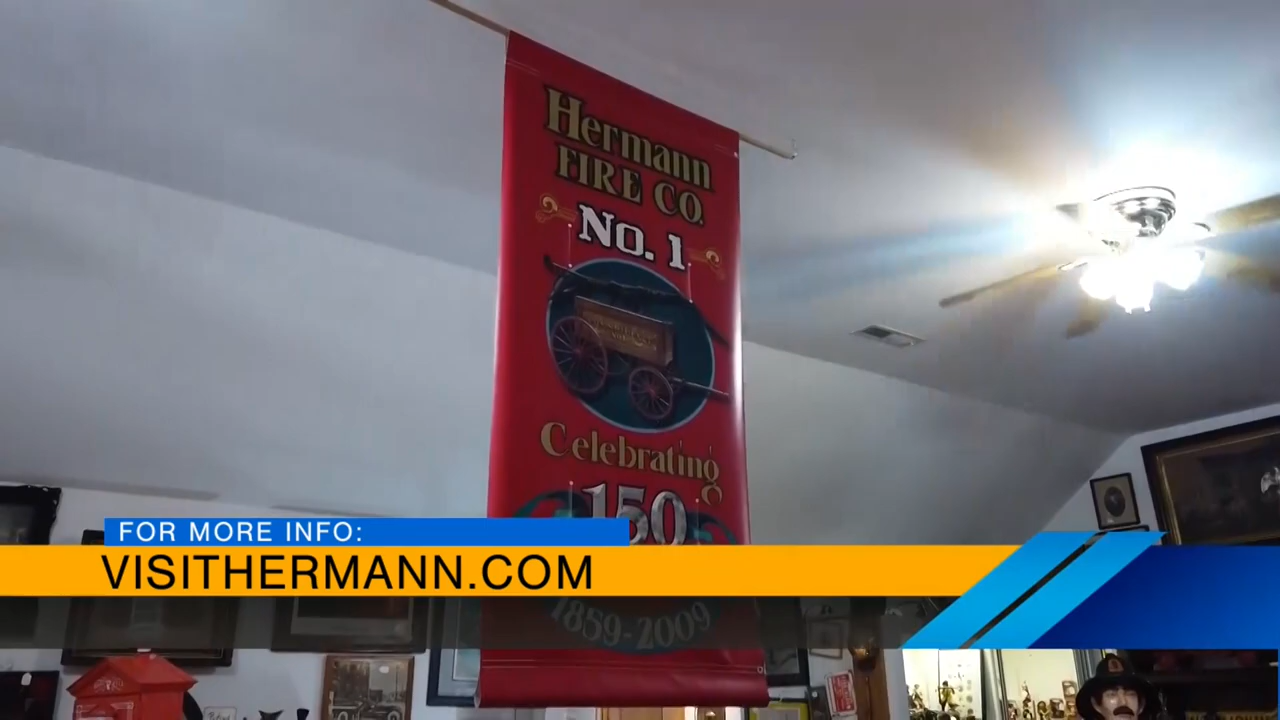 Hermann
FIRE CO.
No. 1
Celebrating
150
FOR MORE INFO:
VISITHERMANN.COM
1859-2009